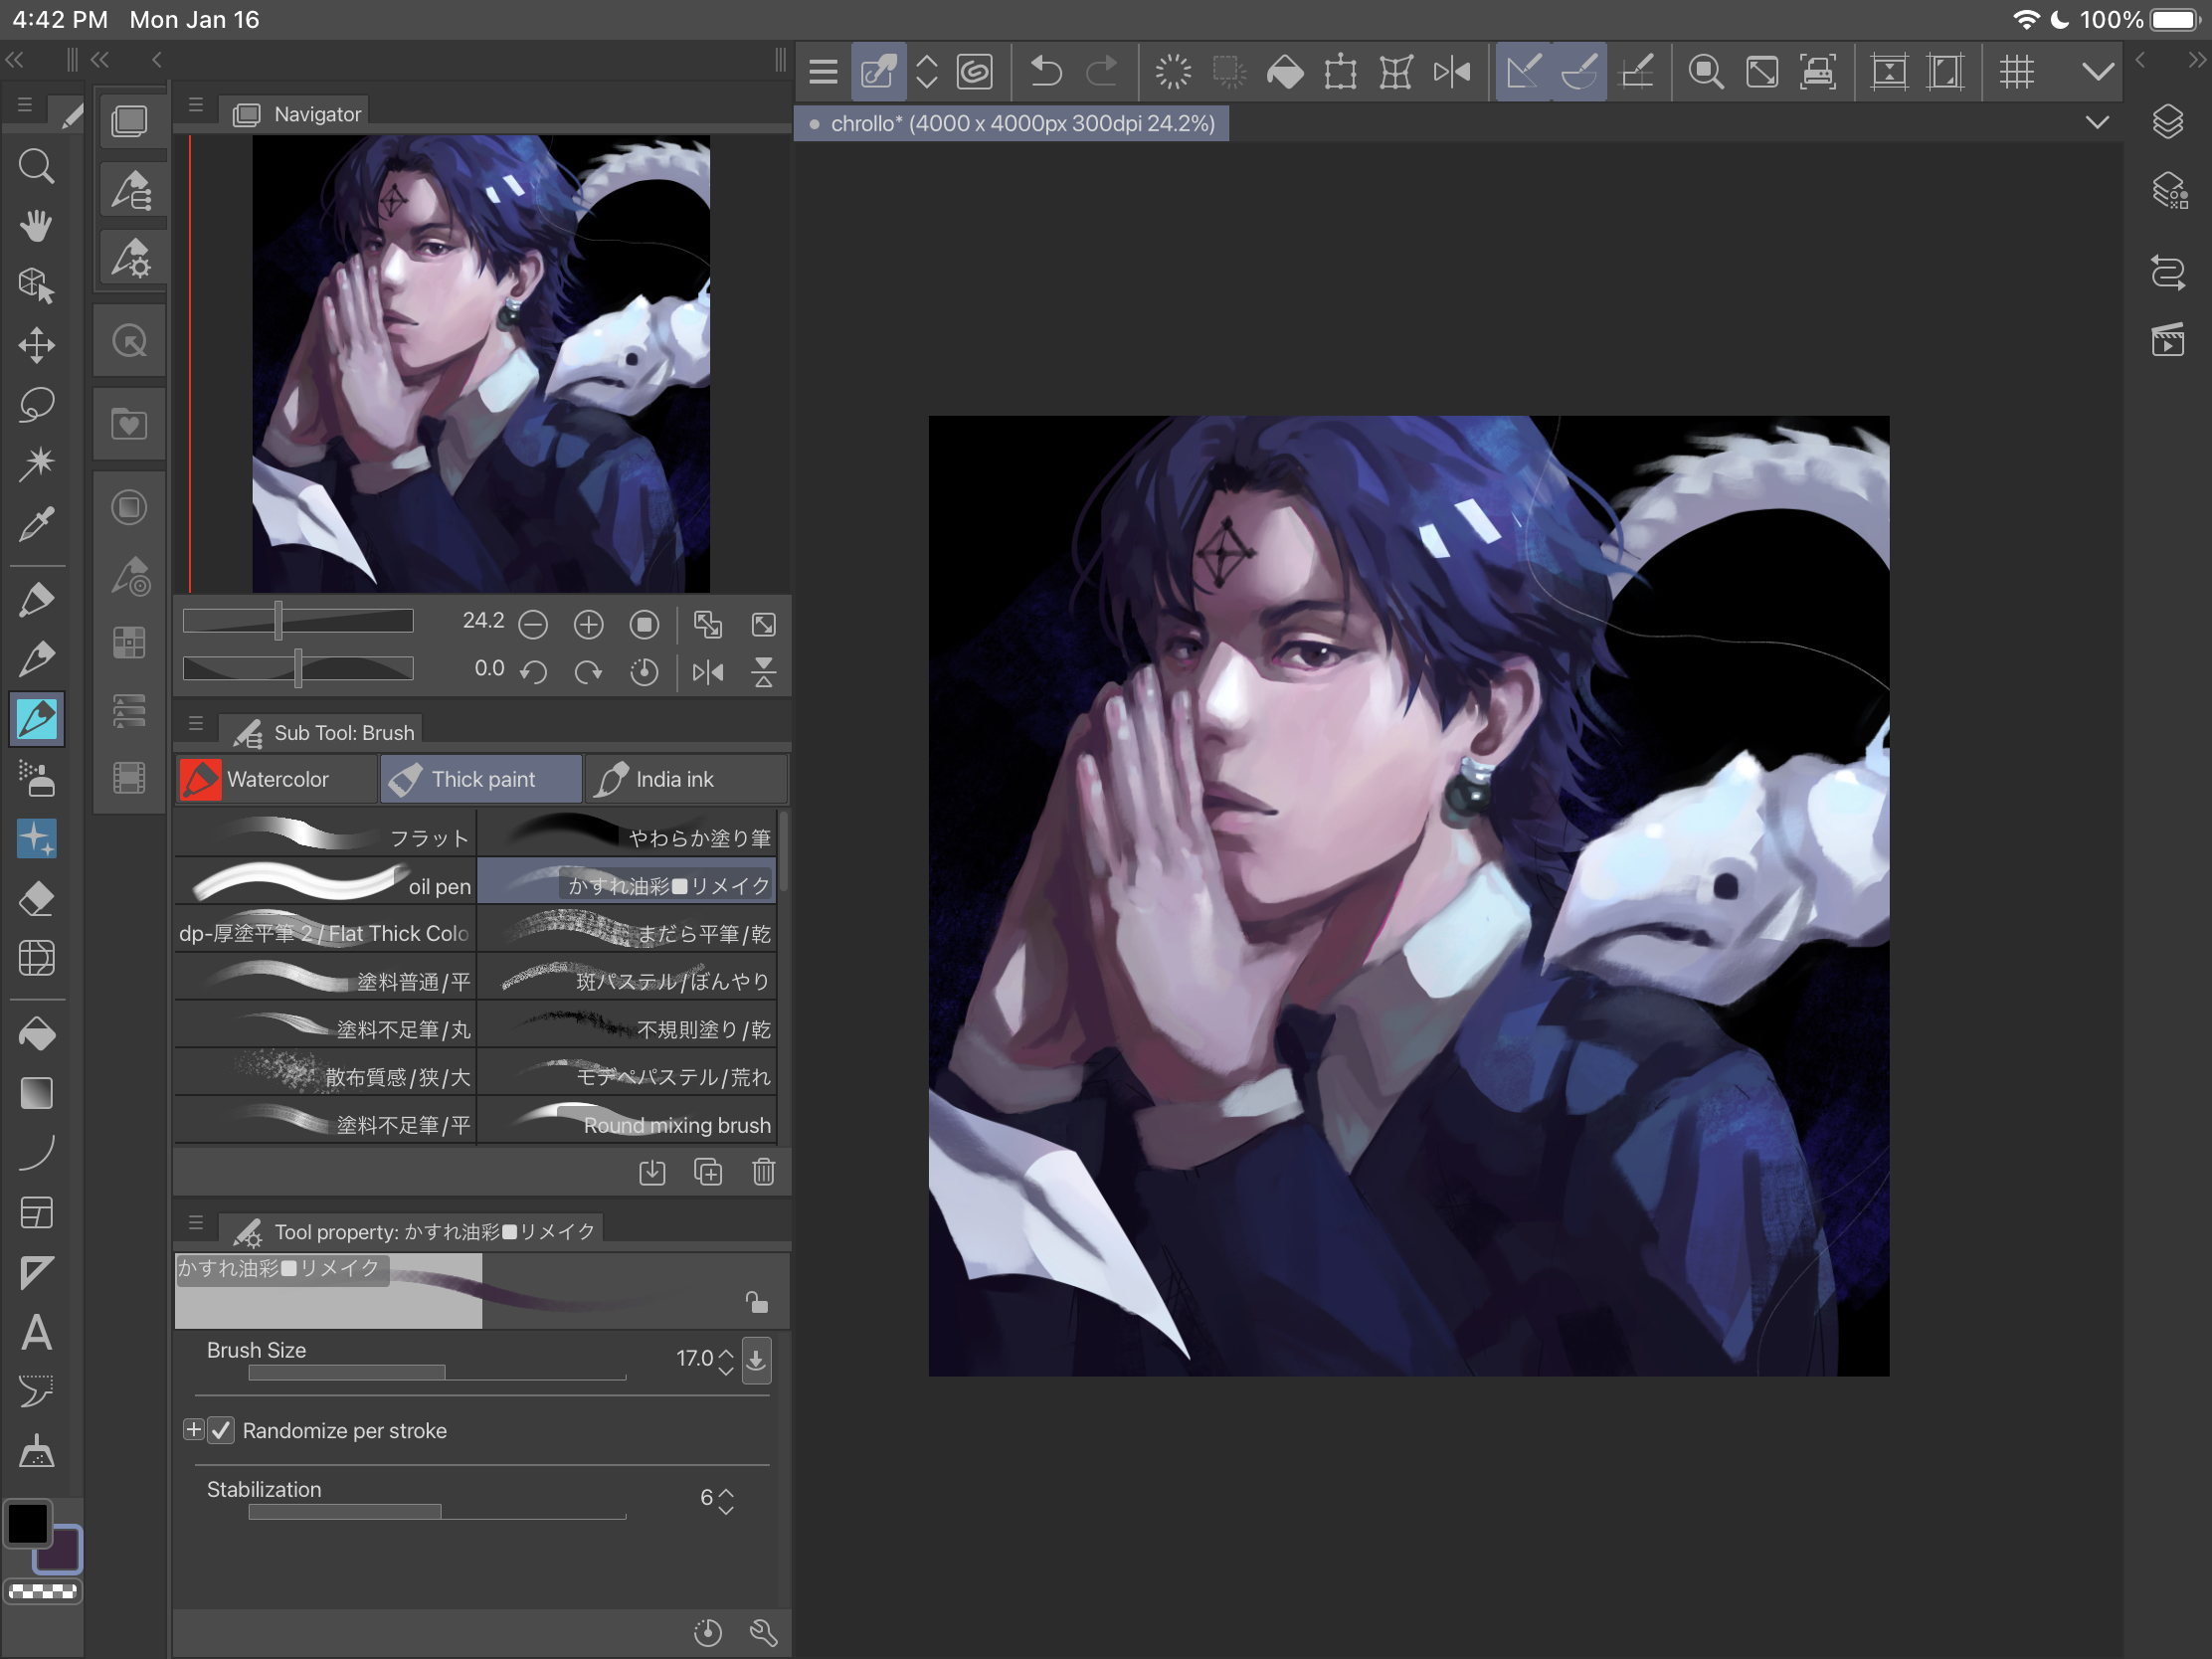 4:42 PM Mon Jan 16
100%
Navigator
chrollo* (4000 x 4000px 300dpi 24.2%)
24.2
0.0
Sub Tool: Brush
Watercolor
Thick paint
India ink
フラット
やわらか塗り筆
oil pen
かすれ油彩■リメイク
dp-厚塗平筆 2 / Flat Thick Colo
まだら平筆/乾
塗料普通/平
斑パステル/ぼんやり
塗料不足筆/丸
不規則塗り/乾
散布質感/狭/大
モデペパステル/荒れ
塗料不足筆/平
Round mixing brush
Tool property: かすれ油彩■リメイク
かすれ油彩■リメイク
Brush Size
17.0
Randomize per stroke
Stabilization
6